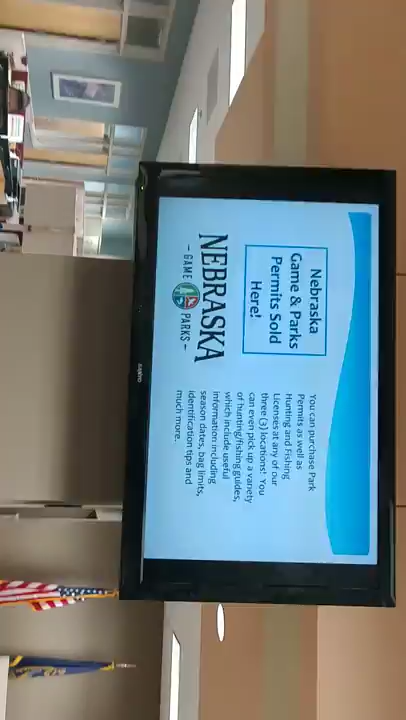 Nebraska
Game & Parks
Permits Sold
Here!
NEBRASKA
GAME PARKS
You can purchase Park
Permits as well as
Hunting and Fishing
Licenses at any of our
three (3) locations! You
can even pick up a variety
of hunting/fishing guides,
which include useful
information including
season dates, bag limits,
identification tips and
much more.
SANYO